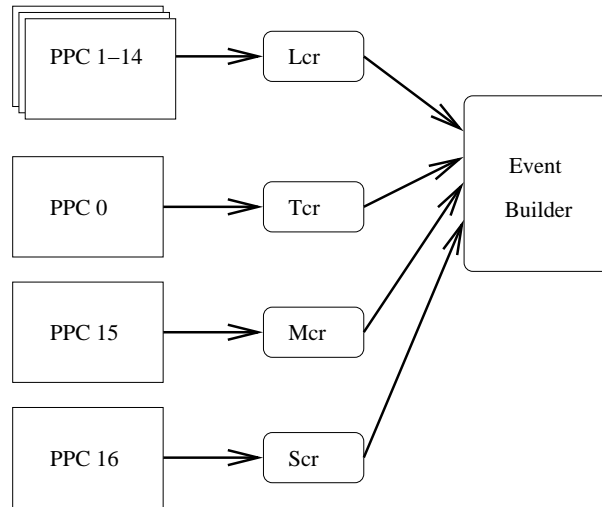 PPC 1−14
Lcr
Event
Builder
PPC 0
Tcr
PPC 15
Mcr
PPC 16
Scr